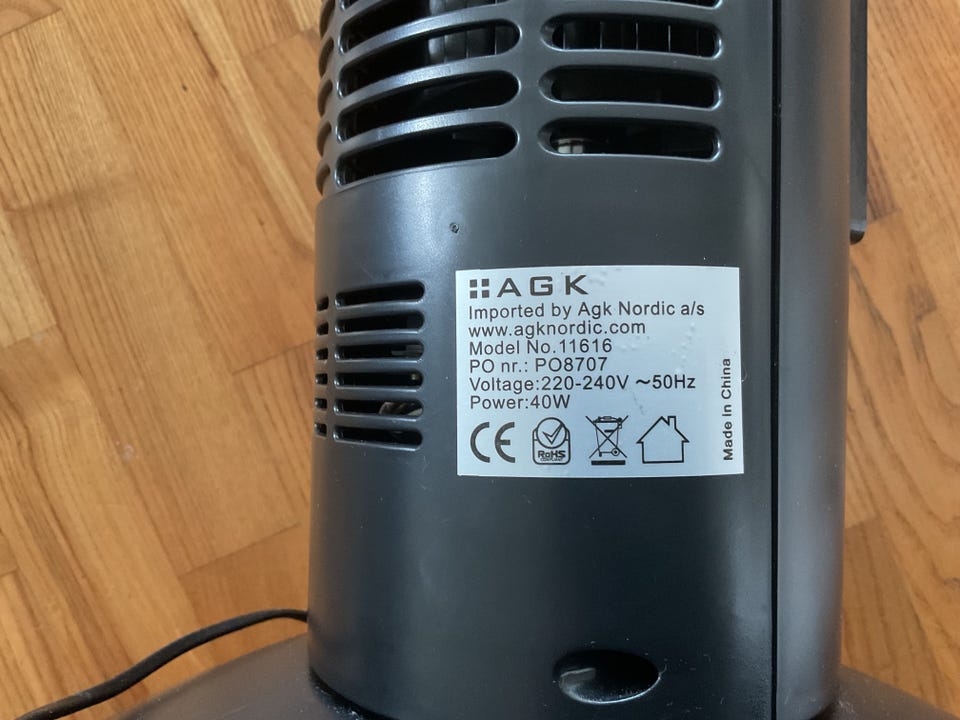 AGK
Imported by Agk Nordic a/s
www.agknordic.com
Model No.11616
PO nr.: PO8707
Voltage:220-240V ~50Hz
Power:40W
CE
RoHS
Made in China